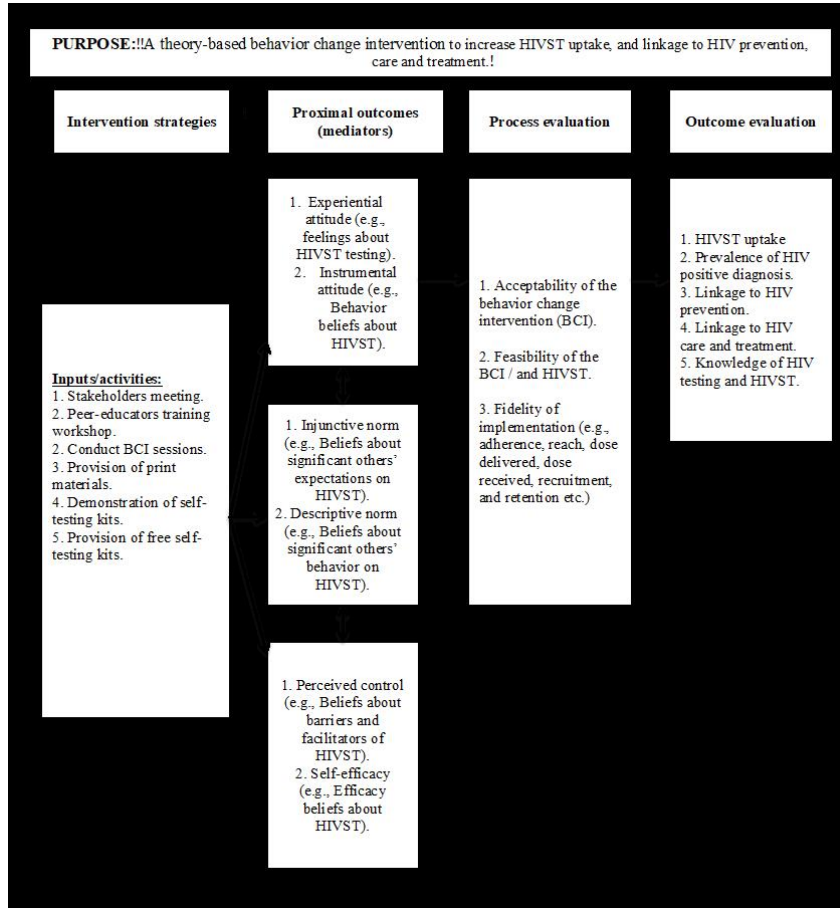 PURPOSE:!!A theory-based behavior change intervention to increase HIVST uptake, and linkage to HIV prevention,
care and treatment.!
Intervention strategies
Proximal outcomes
(mediators)
Process evaluation
Outcome evaluation
Inputs/activities:
1. Stakeholders meeting.
2. Peer-educators training
workshop.
2. Conduct BCI sessions.
3. Provision of print
materials.
4. Demonstration of self-
testing kits.
5. Provision of free self-
testing kits.
1. Experiential
attitude (e.g.,
feelings about
HIVST testing).
2. Instrumental
attitude (e.g.,
Behavior
beliefs about
HIVST).
1. Injunctive norm
(e.g., Beliefs about
significant others'
expectations on
HIVST).
2. Descriptive norm
(e.g., Beliefs about
significant others'
behavior on
HIVST).
1. Perceived control
(e.g., Beliefs about
barriers and
facilitators of
HIVST).
2. Self-efficacy
(e.g., Efficacy
beliefs about
HIVST).
1. Acceptability of the
behavior change
intervention (BCI).
2. Feasibility of the
BCI / and HIVST.
3. Fidelity of
implementation (e.g.,
adherence, reach, dose
delivered, dose
received, recruitment,
and retention etc.)
1. HIVST uptake
2. Prevalence of HIV
positive diagnosis.
3. Linkage to HIV
prevention.
4. Linkage to HIV
care and treatment.
5. Knowledge of HIV
testing and HIVST.